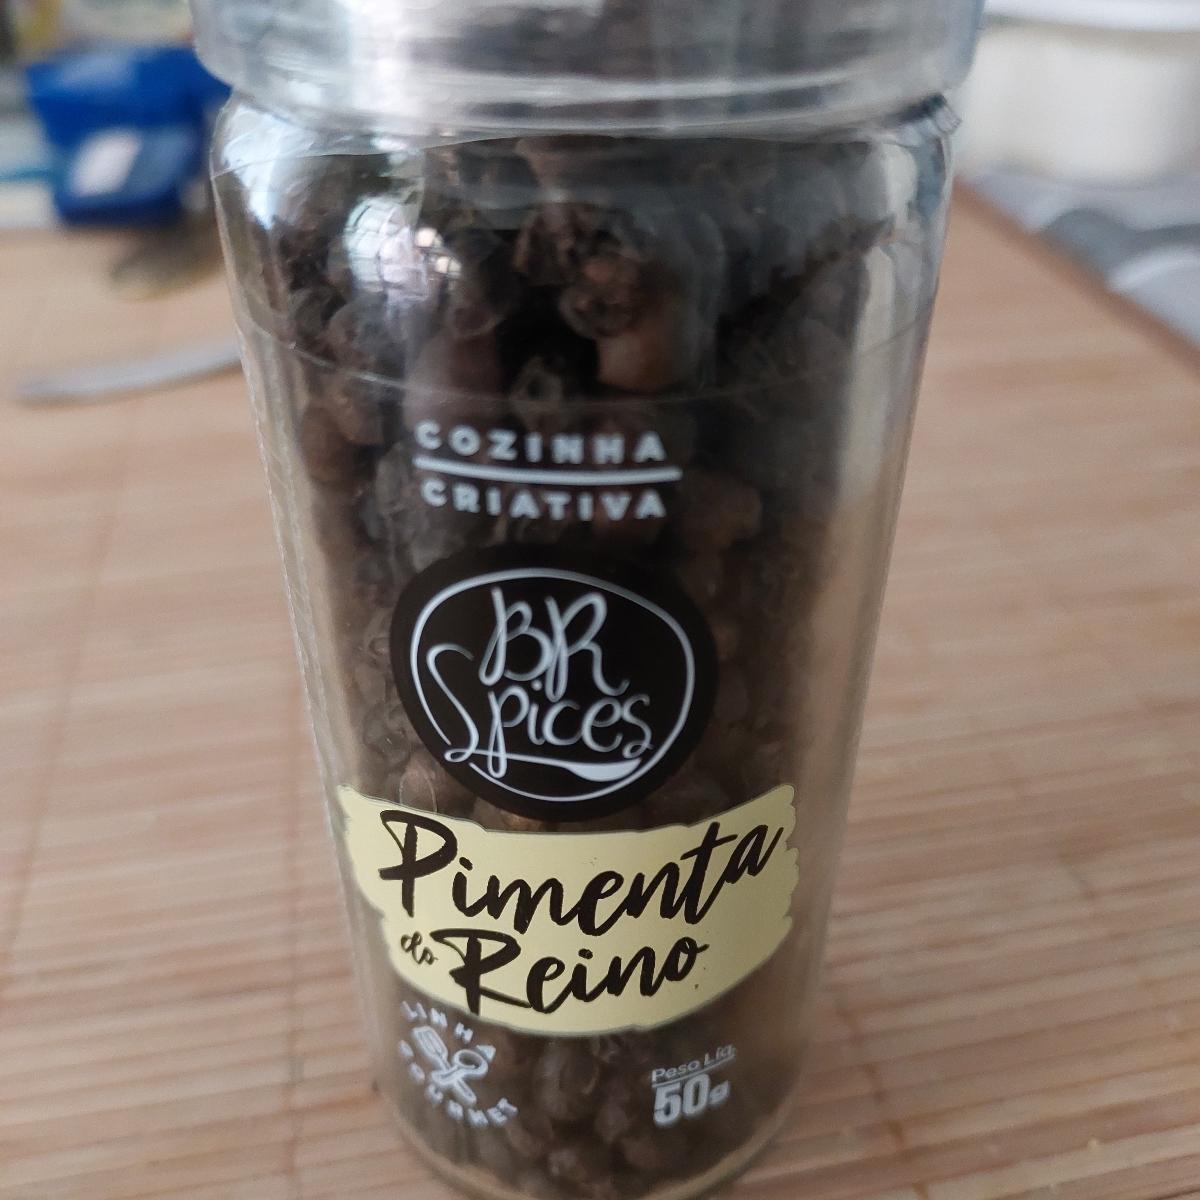 COZINHA
CRIATIVA
BR
Spices
Pimenta
do Reino
LINHA
GOURMET
Peso Líq.
50g